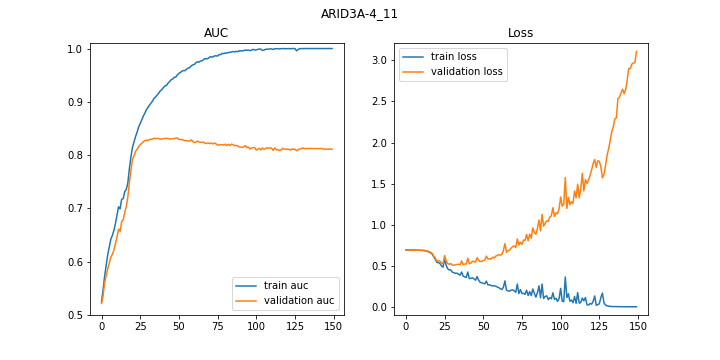 ARID3A-4_11
AUC
1.0
0.9
0.8
0.7
0.6
0.5
0 25 50 75 100 125 150
train auc
validation auc
Loss
3.0
2.5
2.0
1.5
1.0
0.5
0.0
0 25 50 75 100 125 150
train loss
validation loss